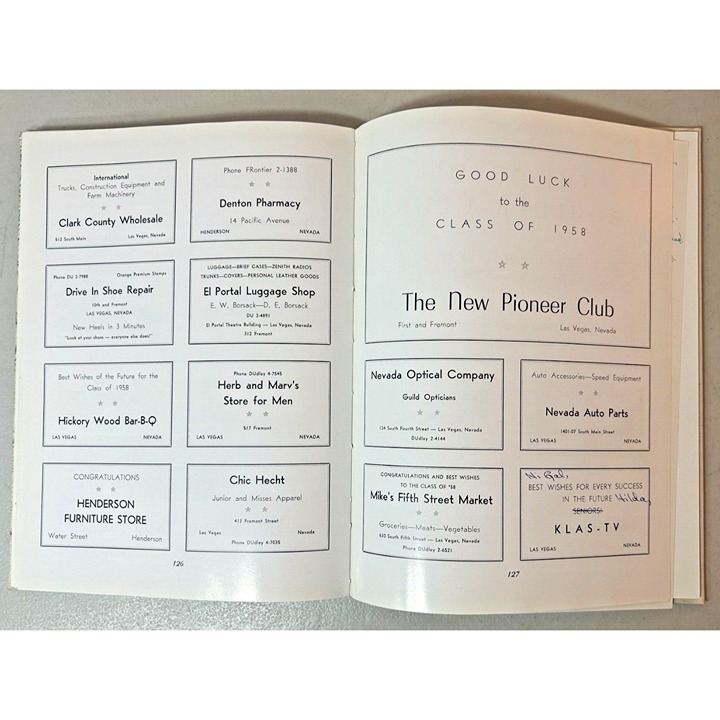 International
Trucks, Construction Equipment and
Farm Machinery
Clark County Wholesale
812 South Main Las Vegas, Nevada
Phone FRontier 2-1388
Denton Pharmacy
14 Pacific Avenue
HENDERSON NEVADA
Phone DU 2-7988 Orange Premium Stamps
Drive In Shoe Repair
10th and Fremont
LAS VEGAS, NEVADA
New Heels in 3 Minutes
"Look at your shoes — everyone else does!"
LUGGAGE—BRIEF CASES—ZENITH RADIOS
TRUNKS—COVERS—PERSONAL LEATHER GOODS
El Portal Luggage Shop
E. W. Borsack—D. E. Borsack
DU 2-4891
El Portal Theatre Building — Las Vegas, Nevada
312 Fremont
Best Wishes of the Future for the
Class of 1958
Hickory Wood Bar-B-Q
LAS VEGAS NEVADA
Phone DUdley 4-7545
Herb and Marv's
Store for Men
517 Fremont
LAS VEGAS NEVADA
CONGRATULATIONS
HENDERSON
FURNITURE STORE
Water Street Henderson
Chic Hecht
Junior and Misses Apparel
413 Fremont Street
Las Vegas Nevada
Phone DUdley 4-7035
126
GOOD LUCK
to the
CLASS OF 1958
The New Pioneer Club
First and Fremont Las Vegas, Nevada
Nevada Optical Company
Guild Opticians
134 South Fourth Street — Las Vegas, Nevada
DUdley 2-4144
Auto Accessories—Speed Equipment
Nevada Auto Parts
1401-07 South Main Street
LAS VEGAS NEVADA
CONGRATULATIONS AND BEST WISHES
TO THE CLASS OF '58
Mike's Fifth Street Market
Groceries—Meats—Vegetables
630 South Fifth Street — Las Vegas, Nevada
Phone DUdley 2-6521
Hi Gal,
BEST WISHES FOR EVERY SUCCESS
IN THE FUTURE Hilda,
SENIORS!
KLAS-TV
LAS VEGAS NEVADA
127